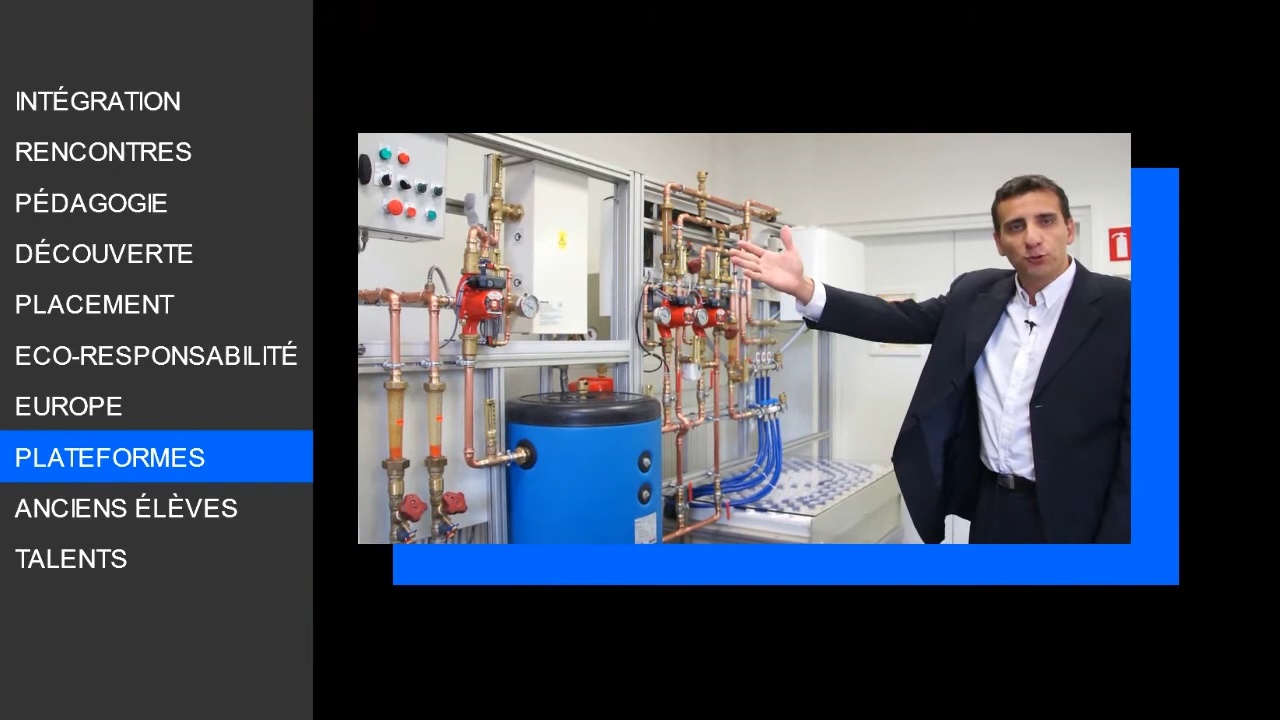 INTÉGRATION
RENCONTRES
PÉDAGOGIE
DÉCOUVERTE
PLACEMENT
ECO-RESPONSABILITÉ
EUROPE
PLATEFORMES
ANCIENS ÉLÈVES
TALENTS